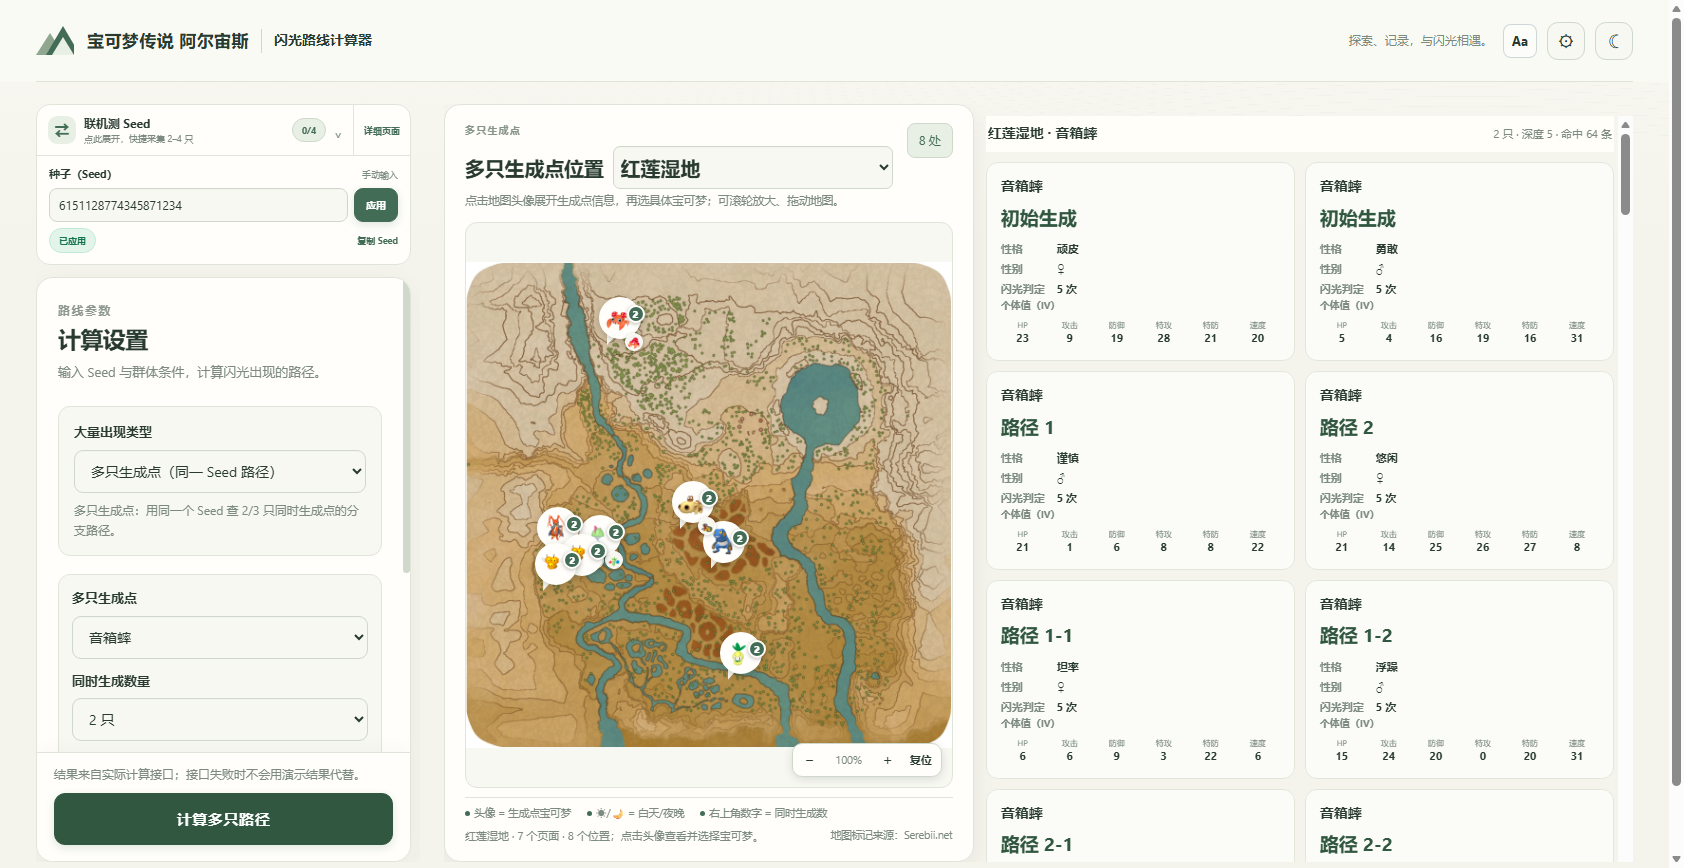 宝可梦传说 阿尔宙斯
闪光路线计算器
探索、记录，与闪光相遇。
Aa
联机测 Seed
点此展开，快捷采集 2–4 只
0/4
详细页面
种子（Seed）
手动输入
6151128774345871234
应用
已应用
复制 Seed
路线参数
计算设置
输入 Seed 与群体条件，计算闪光出现的路径。
大量出现类型
多只生成点（同一 Seed 路径）
多只生成点：用同一个 Seed 查 2/3 只同时生成点的分
支路径。
多只生成点
音箱蟀
同时生成数量
2 只
结果来自实际计算接口；接口失败时不会用演示结果代替。
计算多只路径
多只生成点
8 处
多只生成点位置
红莲湿地
点击地图头像展开生成点信息，再选具体宝可梦；可滚轮放大、拖动地图。
2
2
2
2
2
2
2
2
− 100% + 复位
● 头像 = 生成点宝可梦 ● ☀/🌙 = 白天/夜晚 ● 右上角数字 = 同时生成数
红莲湿地 · 7 个页面 · 8 个位置；点击头像查看并选择宝可梦。
地图标记来源：Serebii.net
红莲湿地 · 音箱蟀
2 只 · 深度 5 · 命中 64 条
音箱蟀
初始生成
性格 顽皮
性别 ♀
闪光判定 5 次
个体值（IV）
HP 攻击 防御 特攻 特防 速度
23 9 19 28 21 20
音箱蟀
初始生成
性格 勇敢
性别 ♂
闪光判定 5 次
个体值（IV）
HP 攻击 防御 特攻 特防 速度
5 4 16 19 16 31
音箱蟀
路径 1
性格 谨慎
性别 ♂
闪光判定 5 次
个体值（IV）
HP 攻击 防御 特攻 特防 速度
21 1 6 8 8 22
音箱蟀
路径 2
性格 悠闲
性别 ♀
闪光判定 5 次
个体值（IV）
HP 攻击 防御 特攻 特防 速度
21 14 25 26 27 8
音箱蟀
路径 1-1
性格 坦率
性别 ♀
闪光判定 5 次
个体值（IV）
HP 攻击 防御 特攻 特防 速度
6 6 9 3 22 6
音箱蟀
路径 1-2
性格 浮躁
性别 ♂
闪光判定 5 次
个体值（IV）
HP 攻击 防御 特攻 特防 速度
15 24 20 0 20 31
音箱蟀
路径 2-1
音箱蟀
路径 2-2